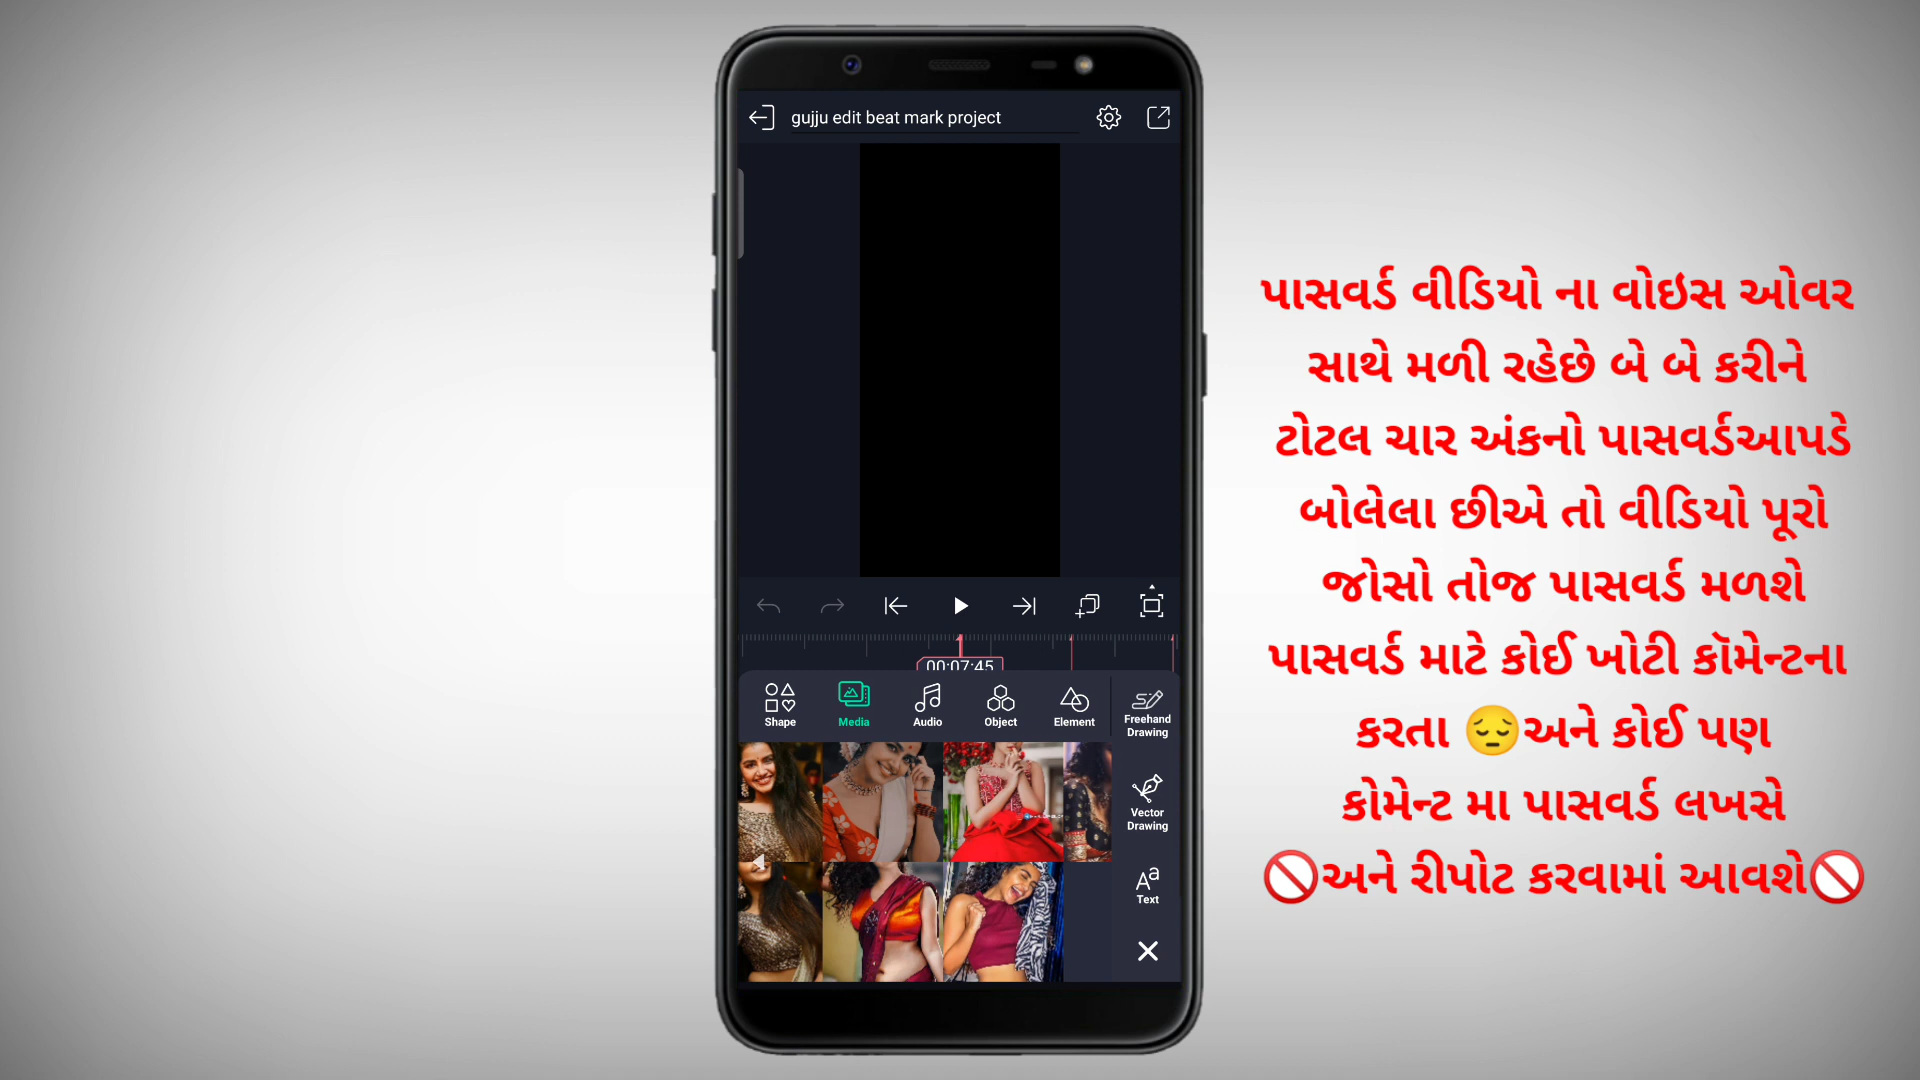 gujju edit beat mark project
00:07:45
Shape
Media
Audio
Object
Element
Freehand
Drawing
Vector
Drawing
Aa
Text
પાસવર્ડ વીડિયો ના વોઇસ ઓવર
સાથે મળી રહેછે બે બે કરીને
ટોટલ ચાર અંકનો પાસવર્ડઆપડે
બોલેલા છીએ તો વીડિયો પૂરો
જોસો તોજ પાસવર્ડ મળશે
પાસવર્ડ માટે કોઈ ખોટી કૉમેન્ટના
કરતા 😔અને કોઈ પણ
કોમેન્ટ મા પાસવર્ડ લખસે
🚫અને રીપોટ કરવામાં આવશે🚫